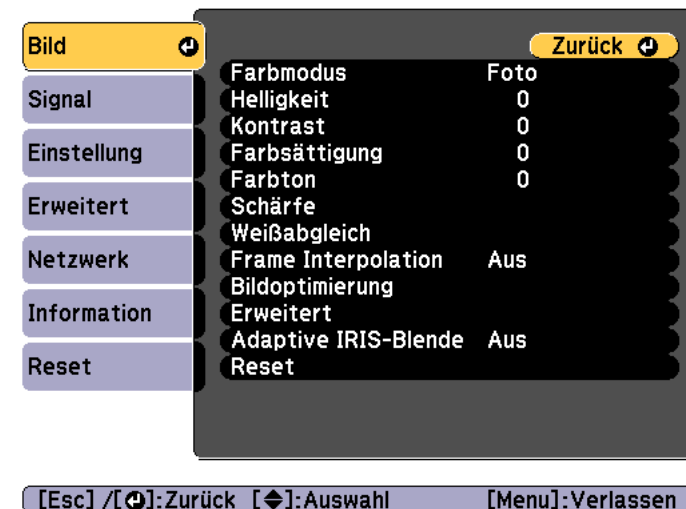 Bild
Signal
Einstellung
Erweitert
Netzwerk
Information
Reset
Zurück
Farbmodus Foto
Helligkeit 0
Kontrast 0
Farbsättigung 0
Farbton 0
Schärfe
Weißabgleich
Frame Interpolation Aus
Bildoptimierung
Erweitert
Adaptive IRIS-Blende Aus
Reset
[Esc] /[⏎]:Zurück [◆]:Auswahl [Menu]:Verlassen